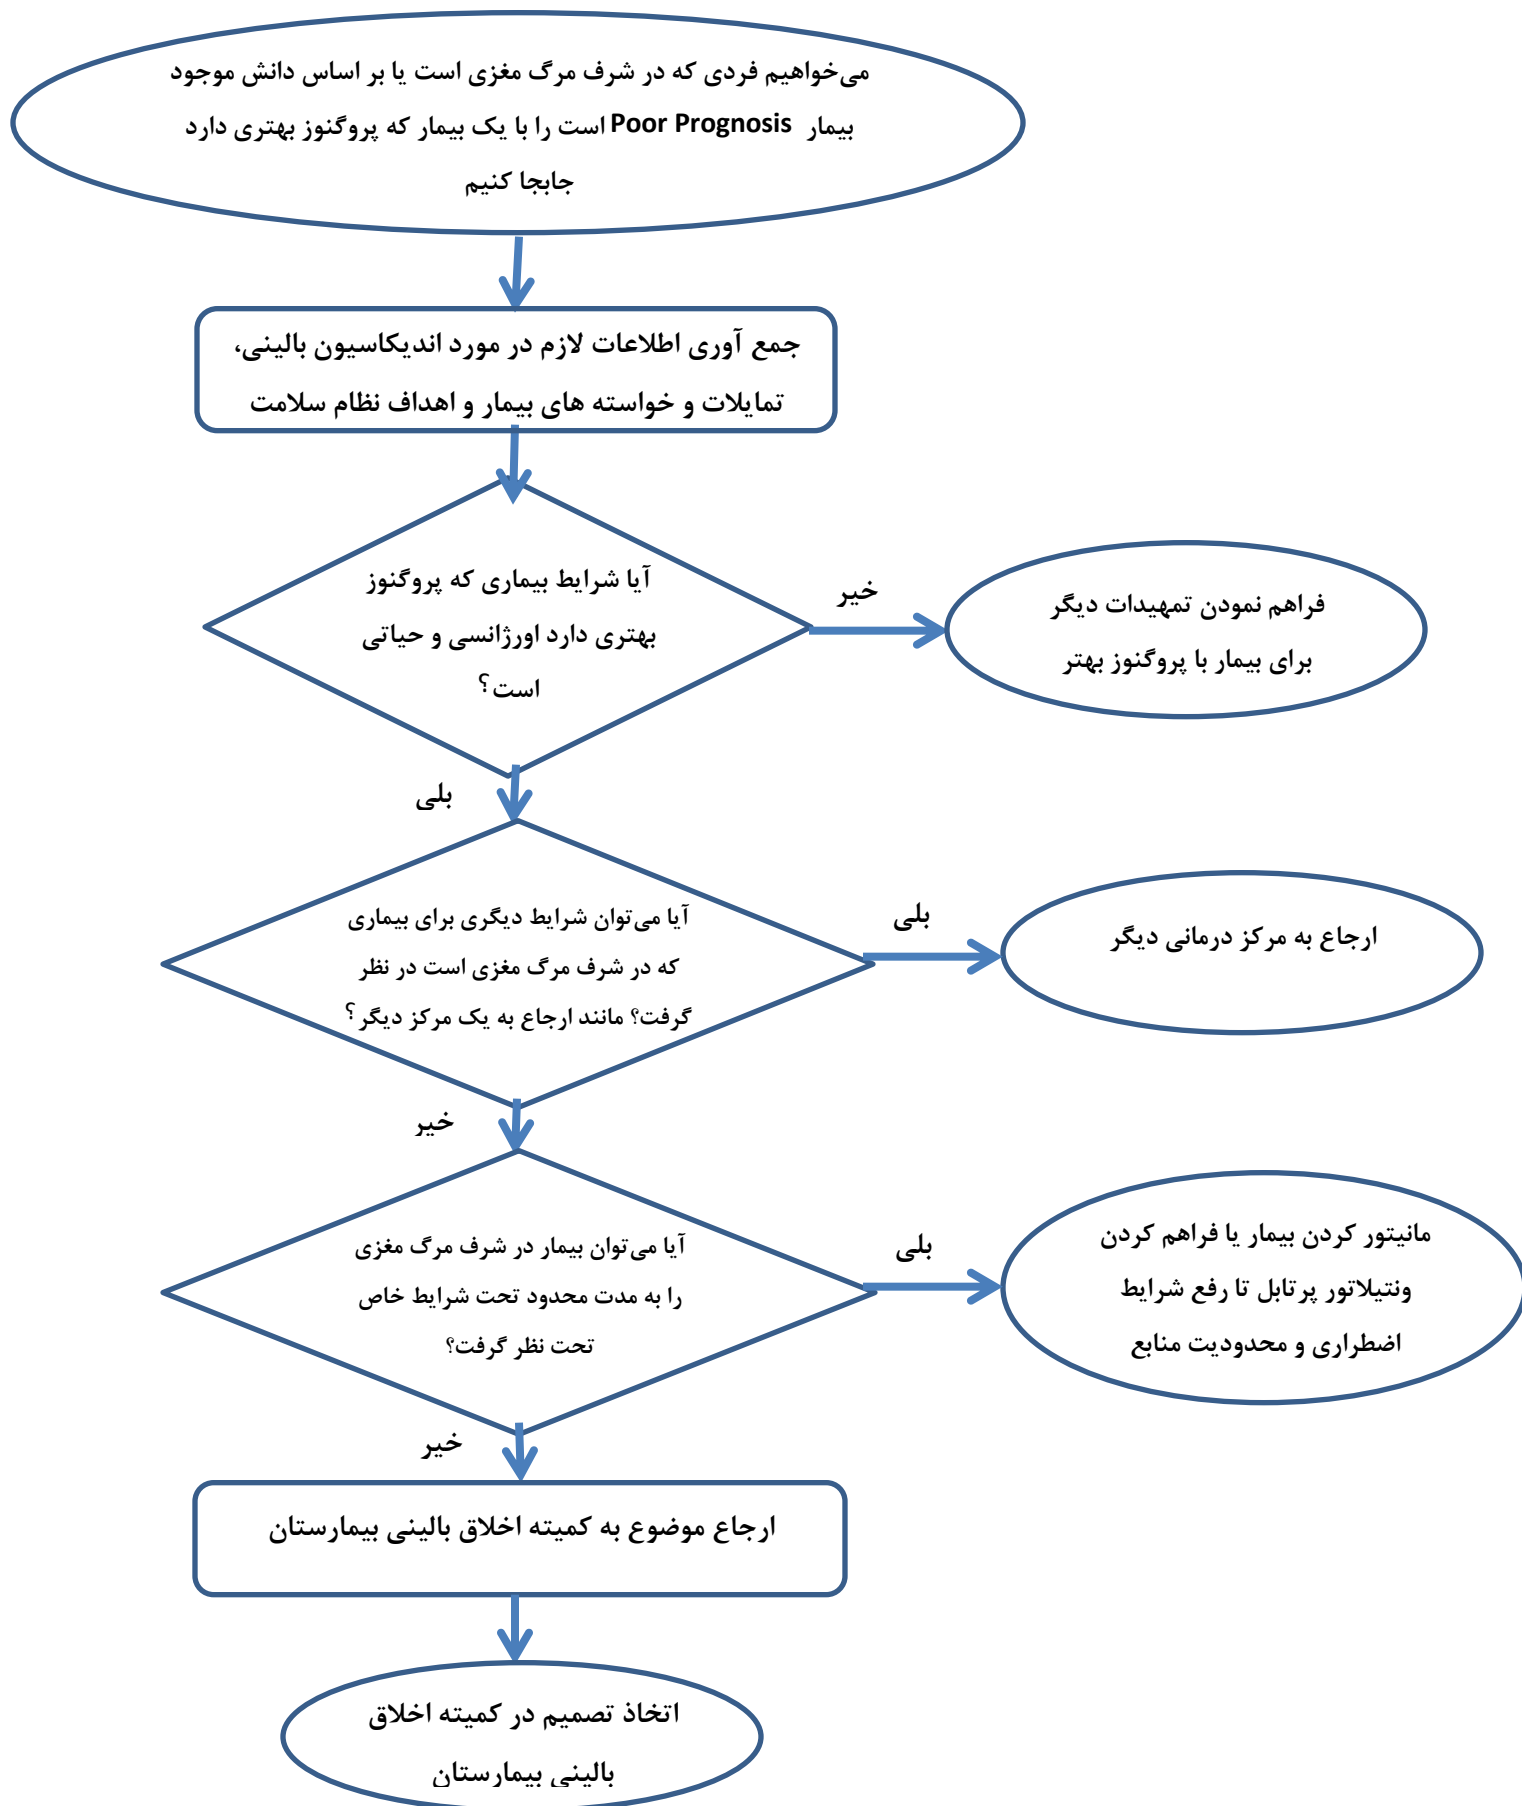 می‌خواهیم فردی که در شرف مرگ مغزی است یا بر اساس دانش موجود
بیمار Poor Prognosis است را با یک بیمار که پروگنوز بهتری دارد
جابجا کنیم
جمع آوری اطلاعات لازم در مورد اندیکاسیون بالینی،
تمایلات و خواسته های بیمار و اهداف نظام سلامت
آیا شرایط بیماری که پروگنوز
بهتری دارد اورژانسی و حیاتی
است؟
خیر
فراهم نمودن تمهیدات دیگر
برای بیمار با پروگنوز بهتر
بلی
آیا می‌توان شرایط دیگری برای بیماری
که در شرف مرگ مغزی است در نظر
گرفت؟ مانند ارجاع به یک مرکز دیگر؟
بلی
ارجاع به مرکز درمانی دیگر
خیر
آیا می‌توان بیمار در شرف مرگ مغزی
را به مدت محدود تحت شرایط خاص
تحت نظر گرفت؟
بلی
مانیتور کردن بیمار یا فراهم کردن
ونتیلاتور پرتابل تا رفع شرایط
اضطراری و محدودیت منابع
خیر
ارجاع موضوع به کمیته اخلاق بالینی بیمارستان
اتخاذ تصمیم در کمیته اخلاق
بالینی بیمارستان